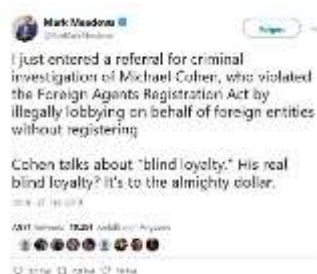 Mark Meadows
Folgen
I just entered a referral for criminal
investigation of Michael Cohen, who violated
the Foreign Agents Registration Act by
illegally lobbying on behalf of foreign entities
without registering
Cohen talks about "blind loyalty." His real
blind loyalty? It's to the almighty dollar.